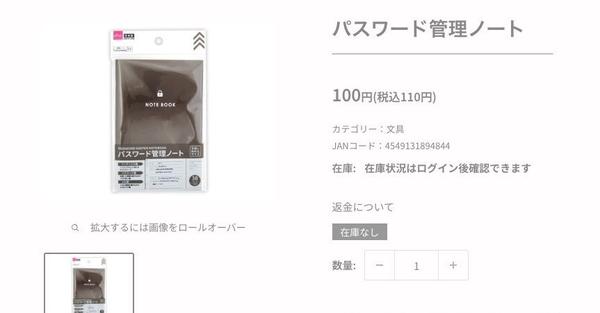 パスワード管理ノート
100円(税込110円)
カテゴリー：文具
JANコード：4549131894844
在庫: 在庫状況はログイン後確認できます
返金について
在庫なし
数量: − 1 +
NOTE BOOK
パスワード管理ノート
拡大するには画像をロールオーバー